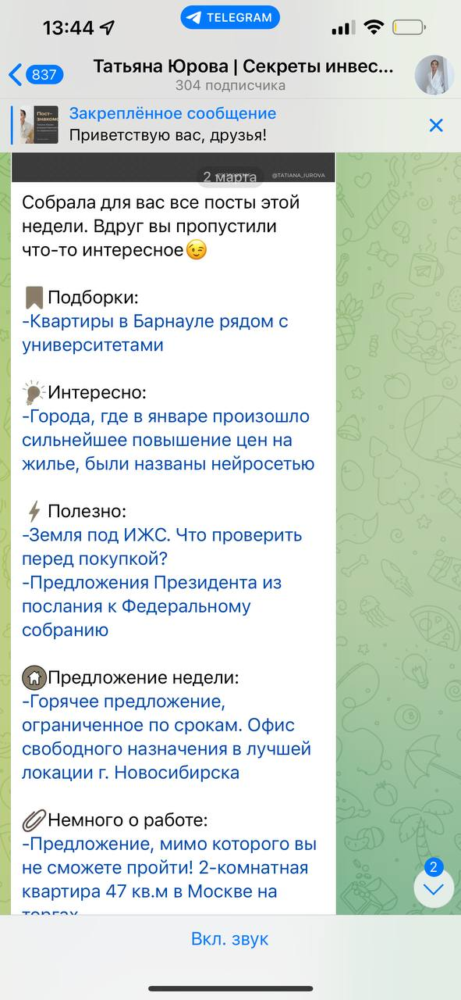 13:44
TELEGRAM
837
Татьяна Юрова | Секреты инвес...
304 подписчика
Пост-
Закреплённое сообщение
Приветствую вас, друзья!
2 марта
@TATIANA_IUROVA
Собрала для вас все посты этой
недели. Вдруг вы пропустили
что-то интересное😉
Подборки:
-Квартиры в Барнауле рядом с
университетами
Интересно:
-Города, где в январе произошло
сильнейшее повышение цен на
жилье, были названы нейросетью
Полезно:
-Земля под ИЖС. Что проверить
перед покупкой?
-Предложения Президента из
послания к Федеральному
собранию
Предложение недели:
-Горячее предложение,
ограниченное по срокам. Офис
свободного назначения в лучшей
локации г. Новосибирска
Немного о работе:
-Предложение, мимо которого вы
не сможете пройти! 2-комнатная
квартира 47 кв.м в Москве на
торгах
2
Вкл. звук